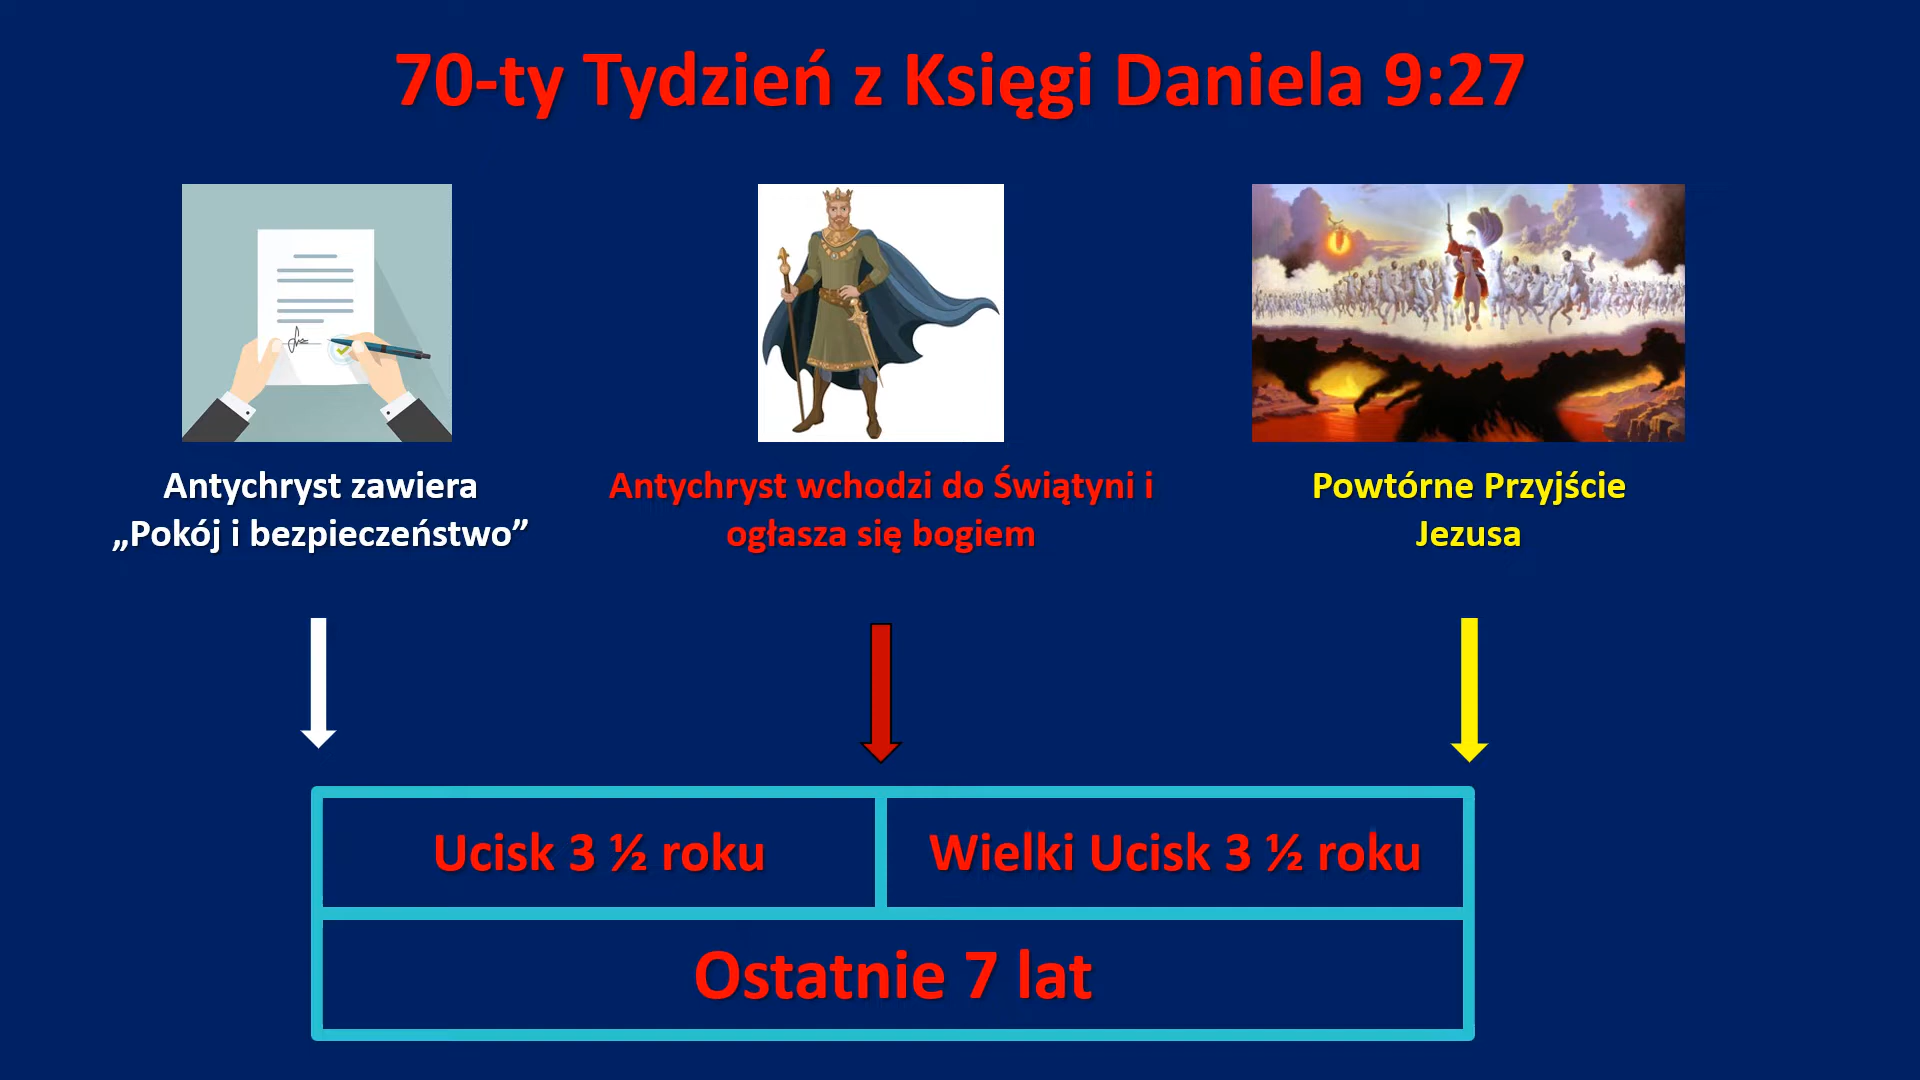 70-ty Tydzień z Księgi Daniela 9:27
Antychryst zawiera
„Pokój i bezpieczeństwo”
Antychryst wchodzi do Świątyni i
ogłasza się bogiem
Powtórne Przyjście
Jezusa
Ucisk 3 ½ roku
Wielki Ucisk 3 ½ roku
Ostatnie 7 lat